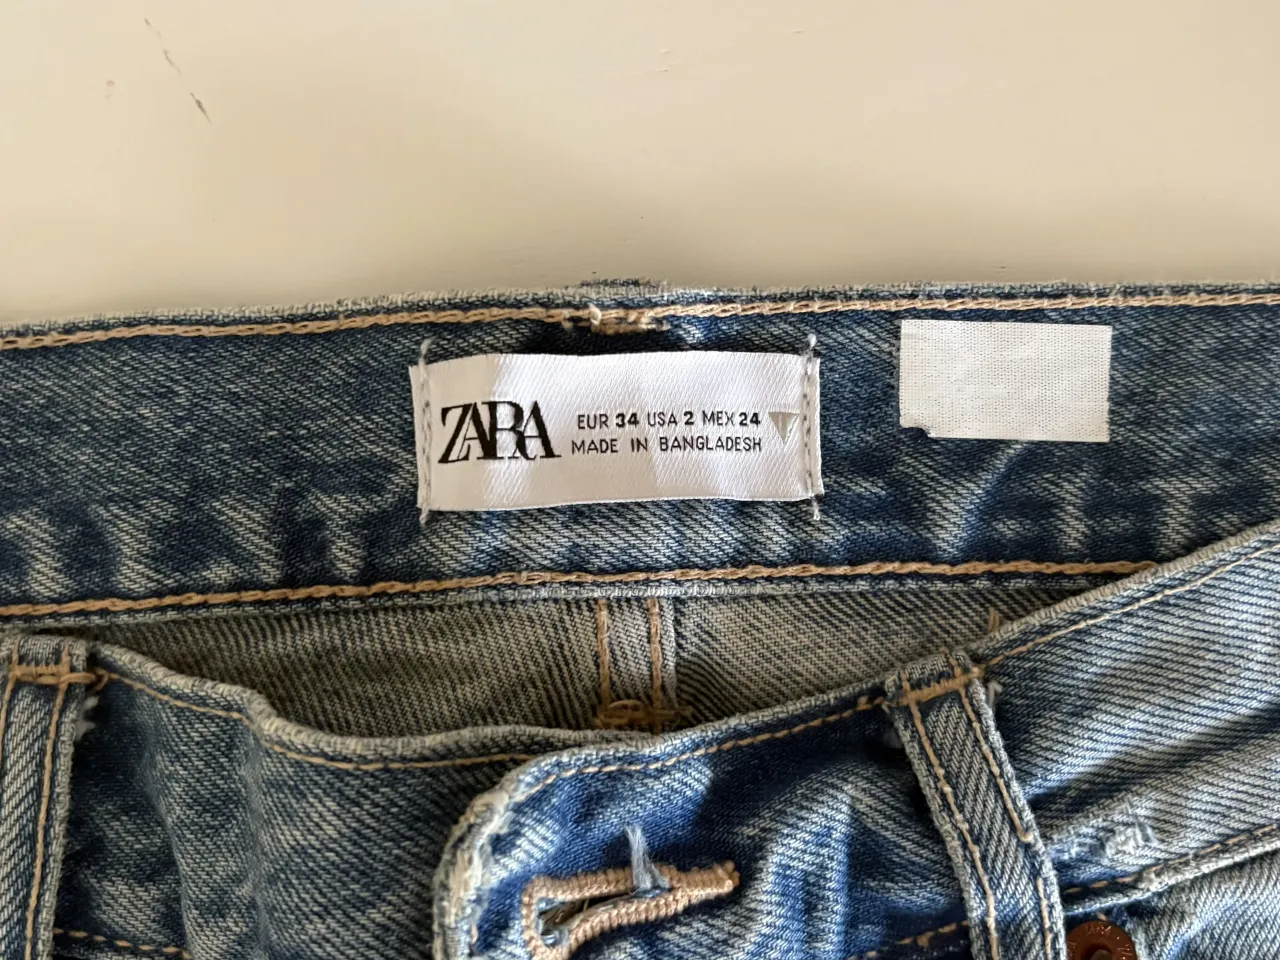 ZARA
EUR 34 USA 2 MEX 24
MADE IN BANGLADESH